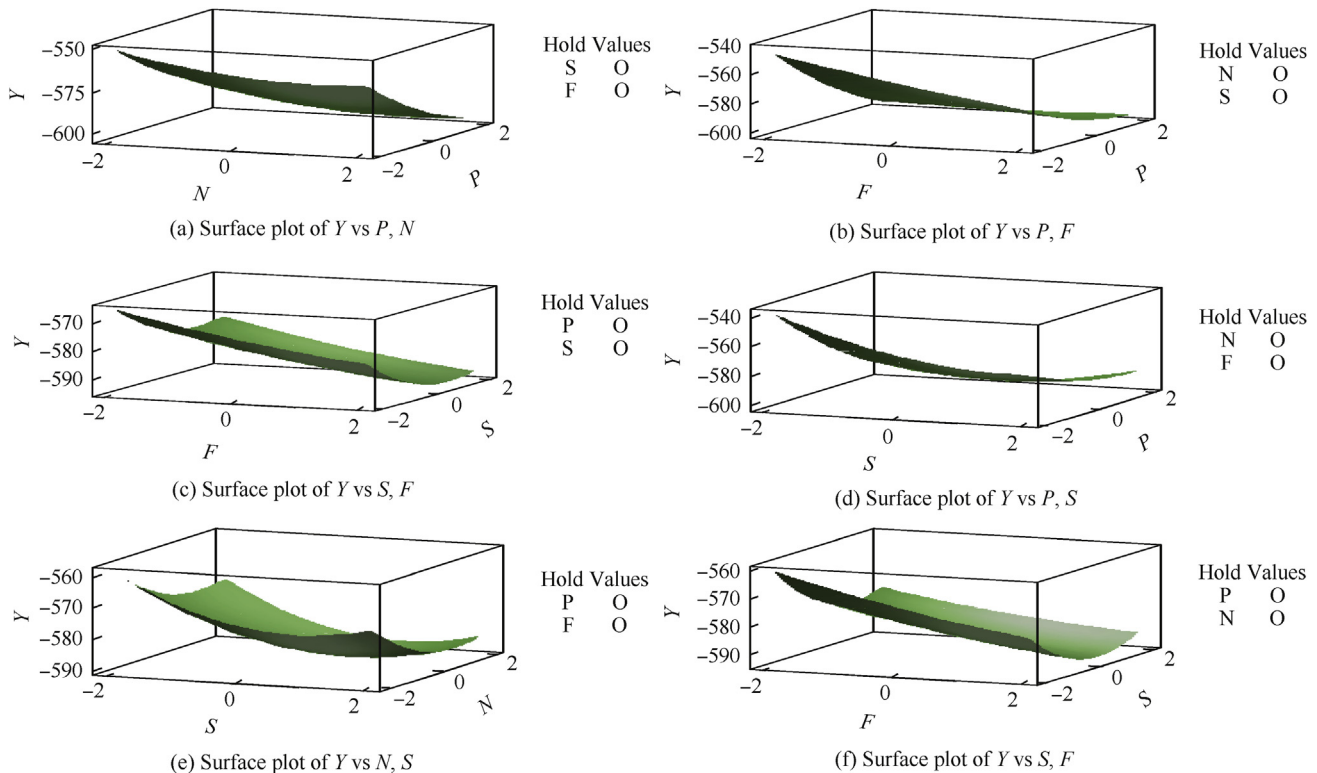 −550
−575
−600
Y
−2
0
2
N
−2
0
2
P
Hold Values
S O
F O
(a) Surface plot of Y vs P, N
−540
−560
−580
−600
Y
−2
0
2
F
−2
0
2
P
Hold Values
N O
S O
(b) Surface plot of Y vs P, F
−570
−580
−590
Y
−2
0
2
F
−2
0
2
S
Hold Values
P O
S O
(c) Surface plot of Y vs S, F
−540
−560
−580
−600
Y
−2
0
2
S
−2
0
2
P
Hold Values
N O
F O
(d) Surface plot of Y vs P, S
−560
−570
−580
−590
Y
−2
0
2
S
−2
0
2
N
Hold Values
P O
F O
(e) Surface plot of Y vs N, S
−560
−570
−580
−590
Y
−2
0
2
F
−2
0
2
S
Hold Values
P O
N O
(f) Surface plot of Y vs S, F